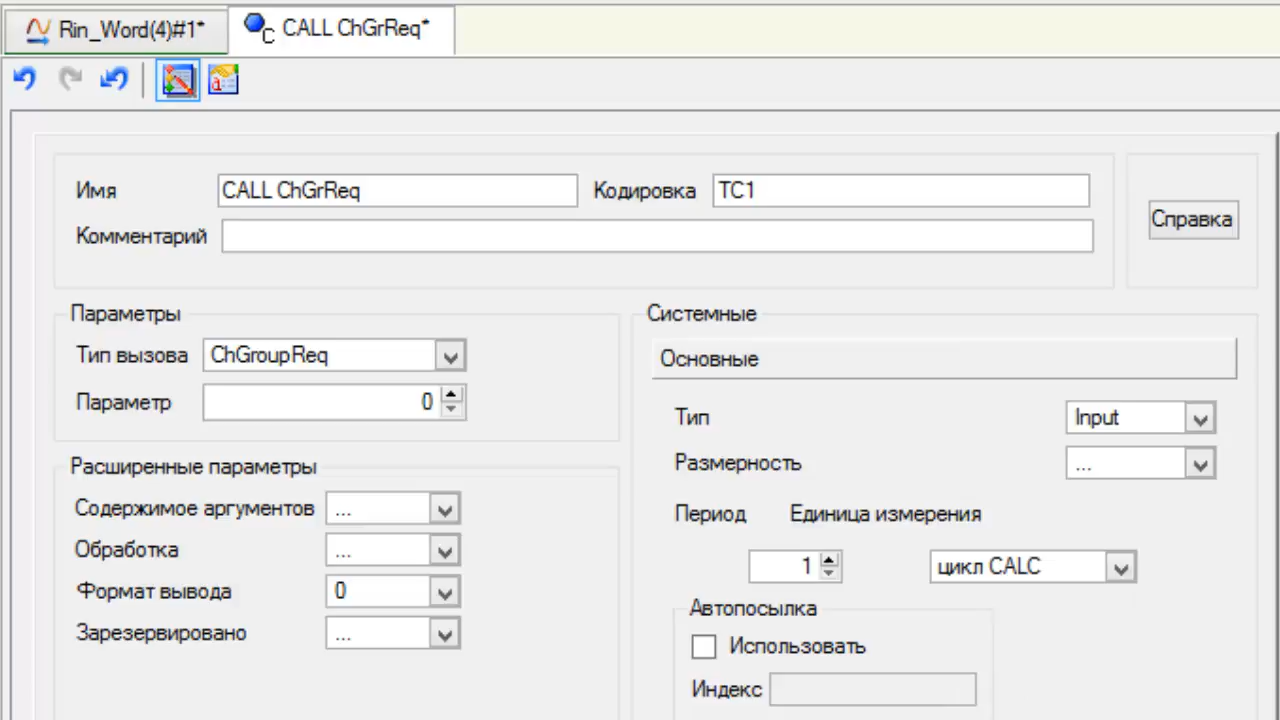 Rin_Word(4)#1* CALL ChGrReq*
Имя CALL ChGrReq Кодировка TC1
Справка
Комментарий
Параметры
Тип вызова ChGroupReq
Параметр 0
Расширенные параметры
Содержимое аргументов ...
Обработка ...
Формат вывода 0
Зарезервировано ...
Системные
Основные
Тип Input
Размерность ...
Период Единица измерения
1 цикл CALC
Автопосылка
Использовать
Индекс